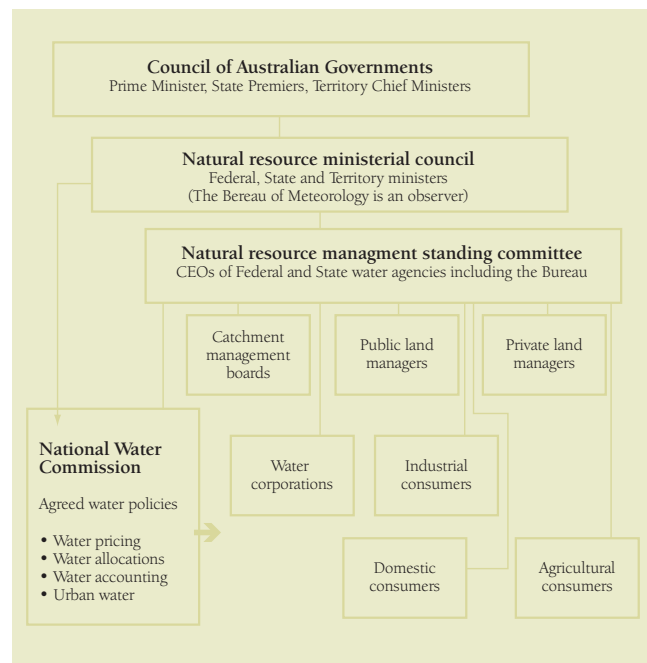 Council of Australian Governments
Prime Minister, State Premiers, Territory Chief Ministers
Natural resource ministerial council
Federal, State and Territory ministers
(The Bereau of Meteorology is an observer)
Natural resource managment standing committee
CEOs of Federal and State water agencies including the Bureau
Catchment
management
boards
Public land
managers
Private land
managers
National Water
Commission
Agreed water policies
• Water pricing
• Water allocations
• Water accounting
• Urban water
Water
corporations
Industrial
consumers
Domestic
consumers
Agricultural
consumers